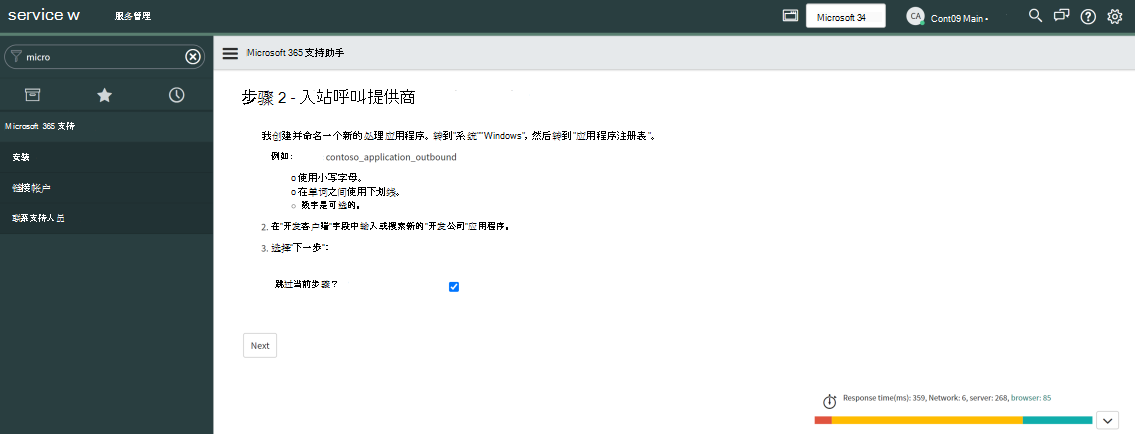 service w 服务管理
Microsoft 34
CA Cont09 Main
micro
Microsoft 365 支持助手
Microsoft 365 支持
安装
链接帐户
联系支持人员
步骤 2 - 入站呼叫提供商
我创建并命名一个新的处理应用程序。转到"系统""Windows"，然后转到"应用程序注册表"。
例如： contoso_application_outbound
o 使用小写字母。
o 在单词之间使用下划线。
o 数字是可选的。
2. 在"开发客户端"字段中输入或搜索新的"开发公司"应用程序。
3. 选择"下一步"：
跳过当前步骤？
Next
Response time(ms): 359, Network: 6, server: 268, browser: 85